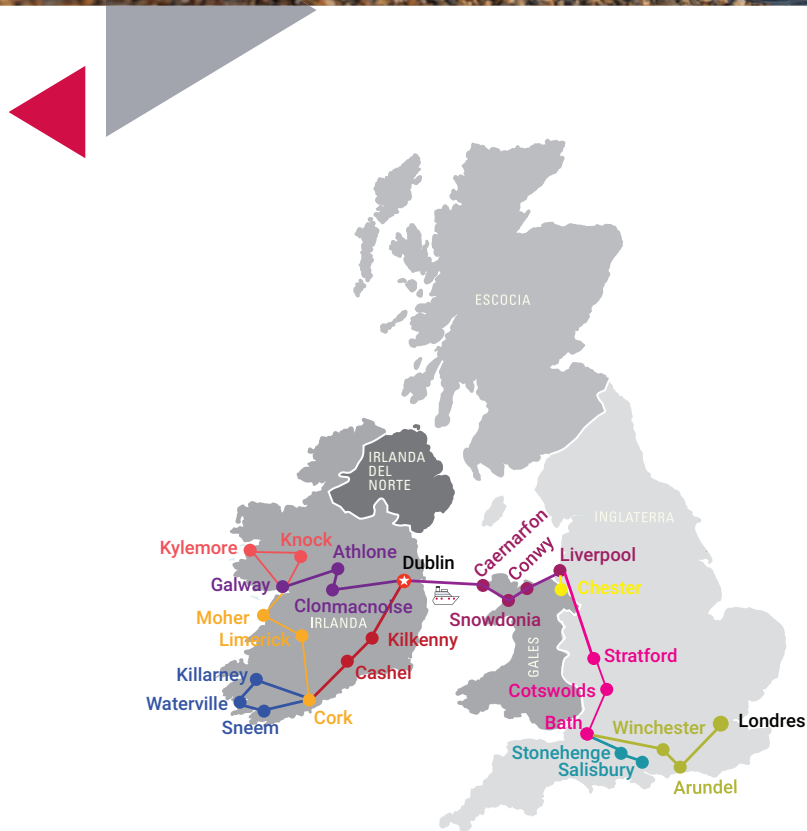 ESCOCIA
IRLANDA
DEL
NORTE
INGLATERRA
Kylemore
Knock
Athlone
Dublin
Caernarfon
Conwy
Liverpool
Galway
Clonmacnoise
Chester
Moher
IRLANDA
Snowdonia
Limerick
Kilkenny
GALES
Stratford
Killarney
Cashel
Cotswolds
Waterville
Cork
Sneem
Bath
Winchester
Londres
Stonehenge
Salisbury
Arundel